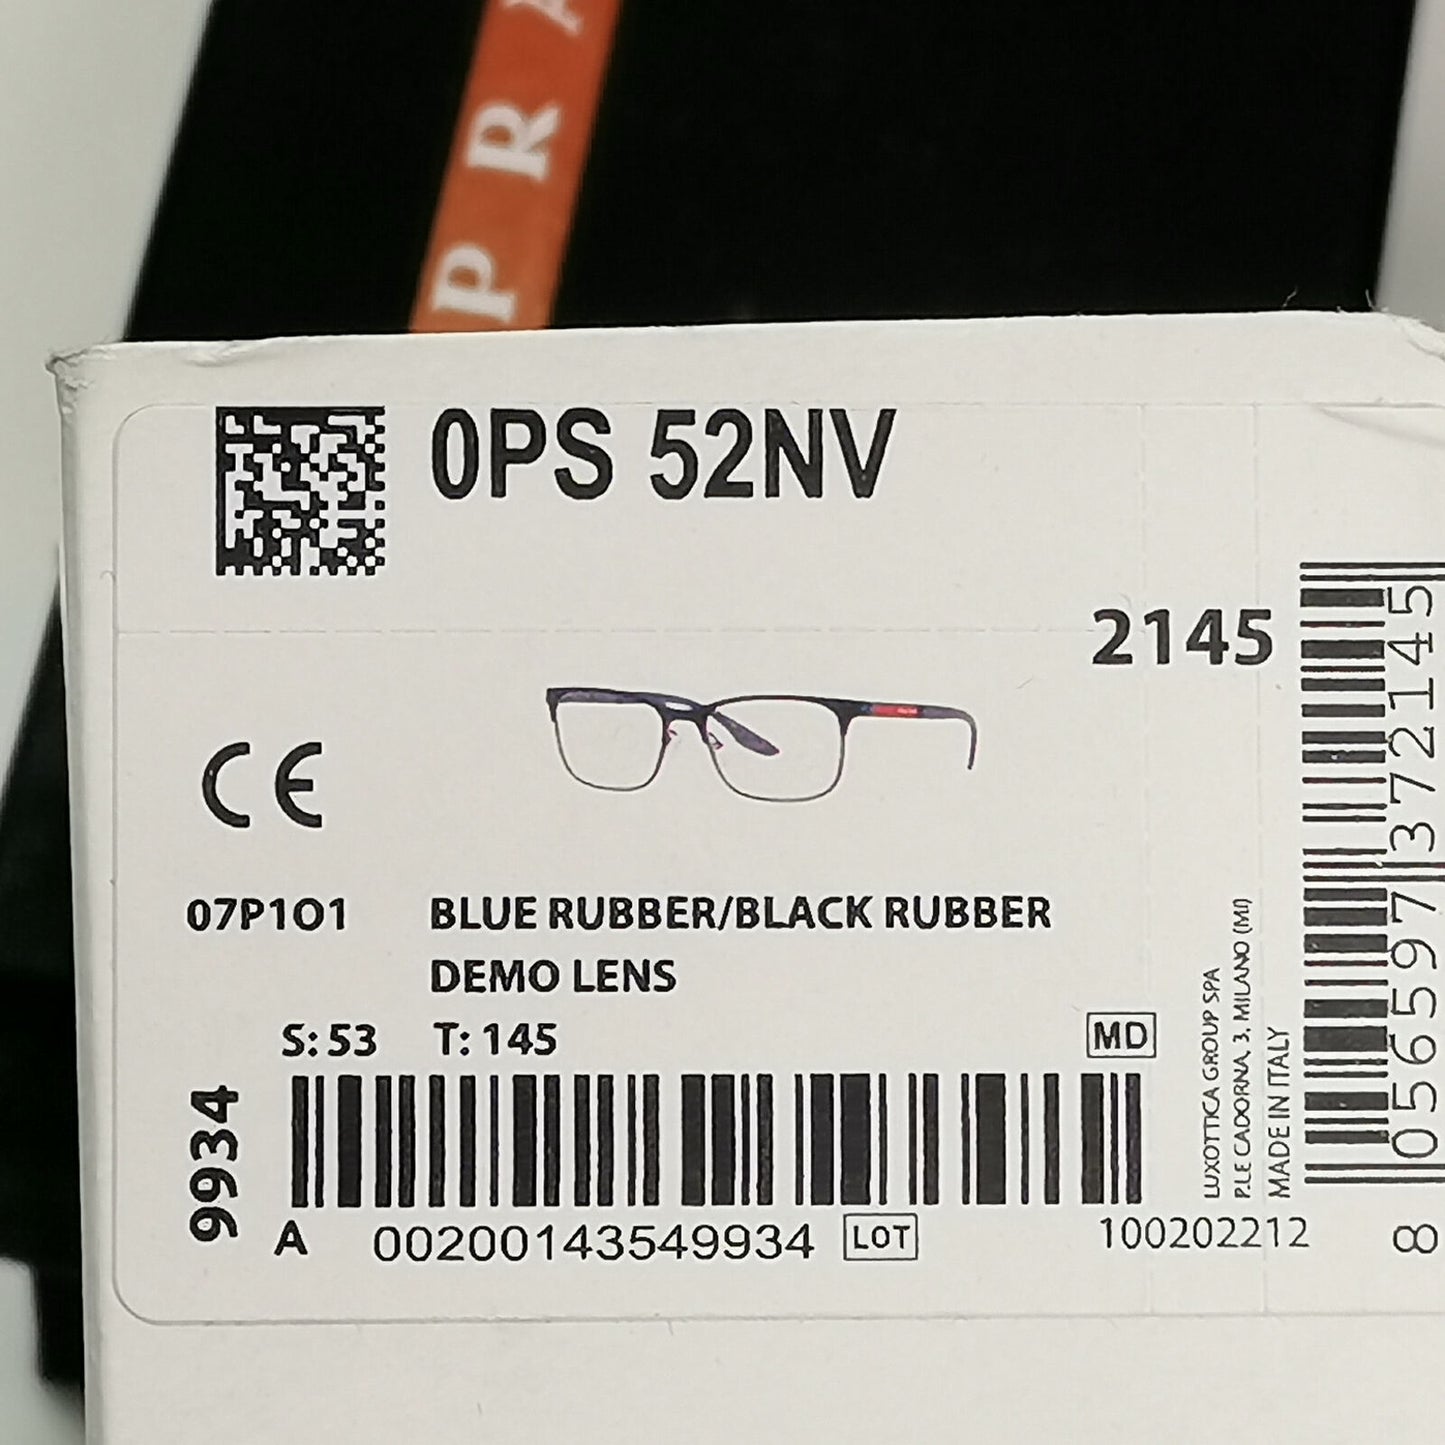 PRA
0PS 52NV
2145
CE
07P1O1 BLUE RUBBER/BLACK RUBBER
DEMO LENS
S: 53 T: 145
MD
9934
A 00200143549934 LOT 100202212
LUXOTTICA GROUP SPA
P.LE CADORNA, 3. MILANO (MI)
MADE IN ITALY
8 056597 372145